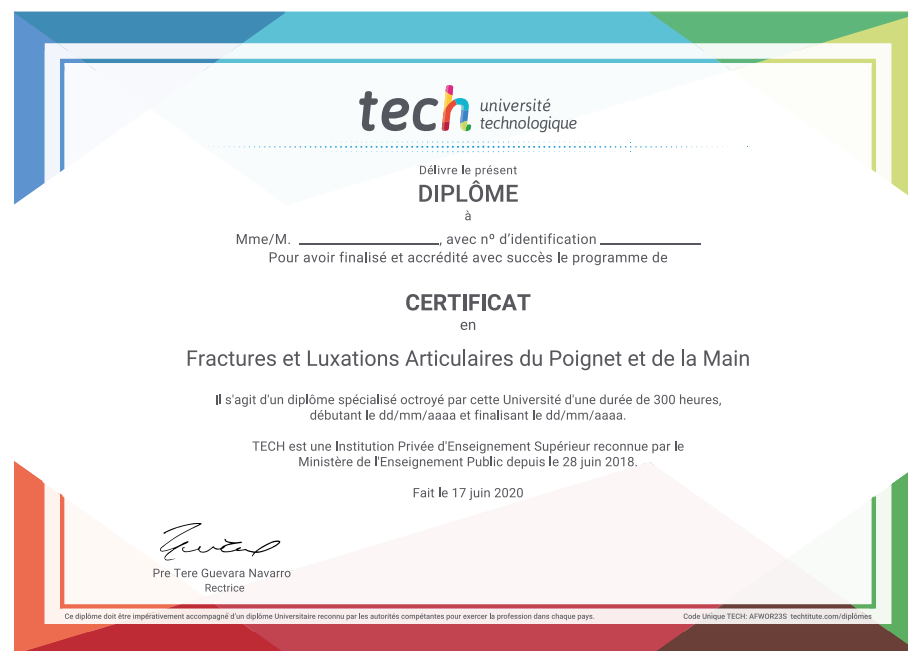 tech université
technologique
Délivre le présent
DIPLÔME
à
Mme/M. ____________________, avec nº d'identification ______________
Pour avoir finalisé et accrédité avec succès le programme de
CERTIFICAT
en
Fractures et Luxations Articulaires du Poignet et de la Main
Il s'agit d'un diplôme spécialisé octroyé par cette Université d'une durée de 300 heures,
débutant le dd/mm/aaaa et finalisant le dd/mm/aaaa.
TECH est une Institution Privée d'Enseignement Supérieur reconnue par le
Ministère de l'Enseignement Public depuis le 28 juin 2018.
Fait le 17 juin 2020
Pre Tere Guevara Navarro
Rectrice
Ce diplôme doit être impérativement accompagné d'un diplôme Universitaire reconnu par les autorités compétantes pour exercer la profession dans chaque pays.
Code Unique TECH: AFWOR23S techtitute.com/diplômes